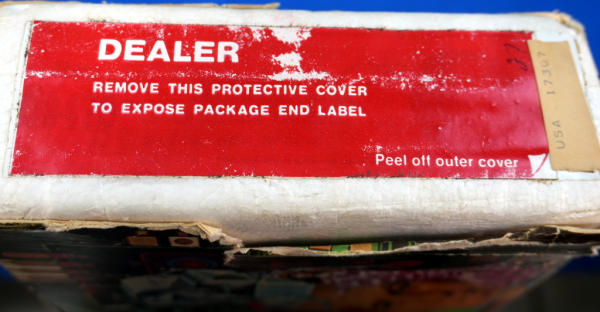 DEALER
REMOVE THIS PROTECTIVE COVER
TO EXPOSE PACKAGE END LABEL
Peel off outer cover
USA 17307